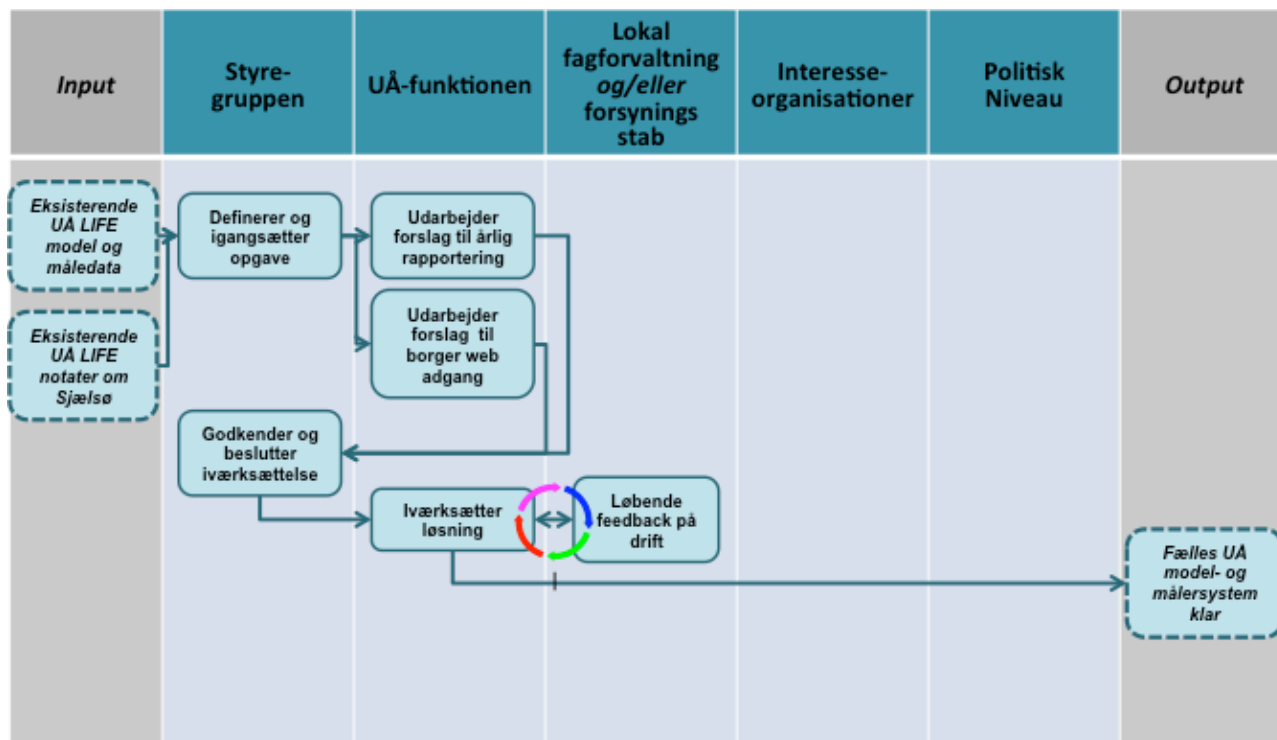 Input
Styre-
gruppen
UÅ-funktionen
Lokal
fagforvaltning
og/eller
forsynings
stab
Interesse-
organisationer
Politisk
Niveau
Output
Eksisterende
UÅ LIFE
model og
måledata
Definerer og
igangsætter
opgave
Udarbejder
forslag til årlig
rapportering
Eksisterende
UÅ LIFE
notater om
Sjælsø
Udarbejder
forslag til
borger web
adgang
Godkender og
beslutter
iværksættelse
Iværksætter
løsning
Løbende
feedback på
drift
Fælles UÅ
model- og
målersystem
klar